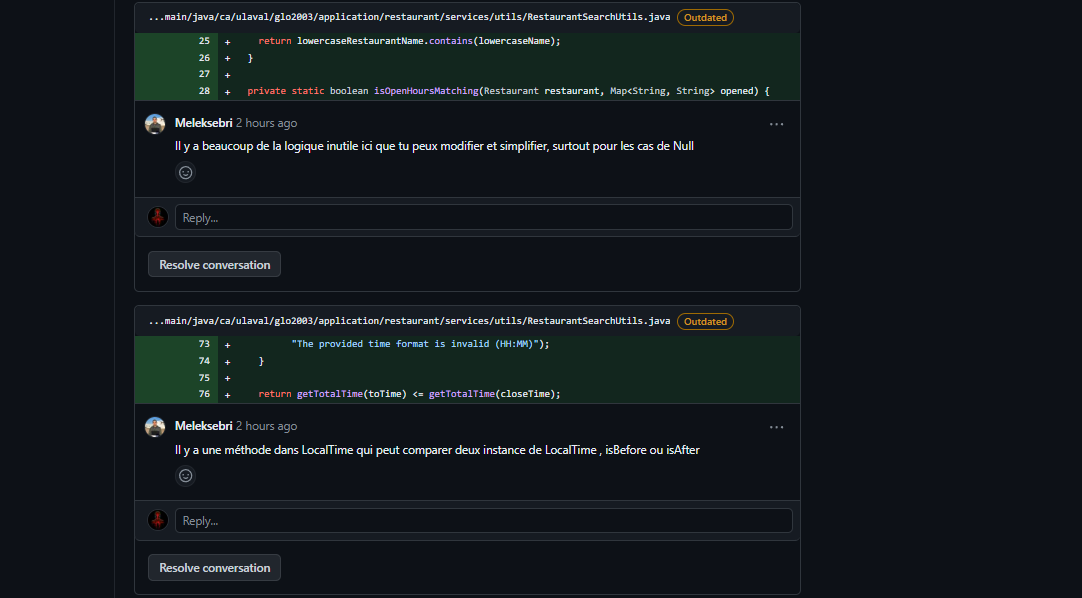 ...main/java/ca/ulaval/glo2003/application/restaurant/services/utils/RestaurantSearchUtils.java Outdated
25 + return lowercaseRestaurantName.contains(lowercaseName);
26 + }
27 +
28 + private static boolean isOpenHoursMatching(Restaurant restaurant, Map<String, String> opened) {
Meleksebri 2 hours ago ...
Il y a beaucoup de la logique inutile ici que tu peux modifier et simplifier, surtout pour les cas de Null
Reply...
Resolve conversation
...main/java/ca/ulaval/glo2003/application/restaurant/services/utils/RestaurantSearchUtils.java Outdated
73 + "The provided time format is invalid (HH:MM)");
74 + }
75 +
76 + return getTotalTime(toTime) <= getTotalTime(closeTime);
Meleksebri 2 hours ago ...
Il y a une méthode dans LocalTime qui peut comparer deux instance de LocalTime , isBefore ou isAfter
Reply...
Resolve conversation